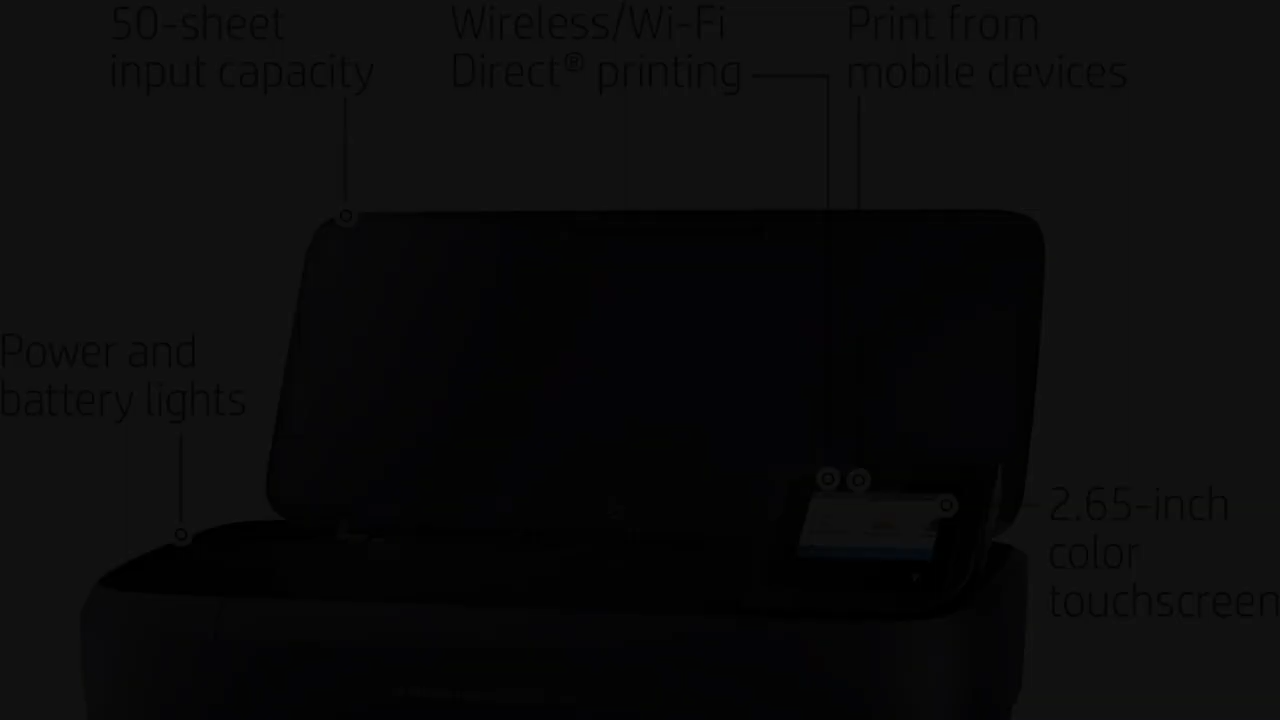 50-sheet
input capacity
Wireless/Wi-Fi
Direct® printing
Print from
mobile devices
Power and
battery lights
2.65-inch
color
touchscreen